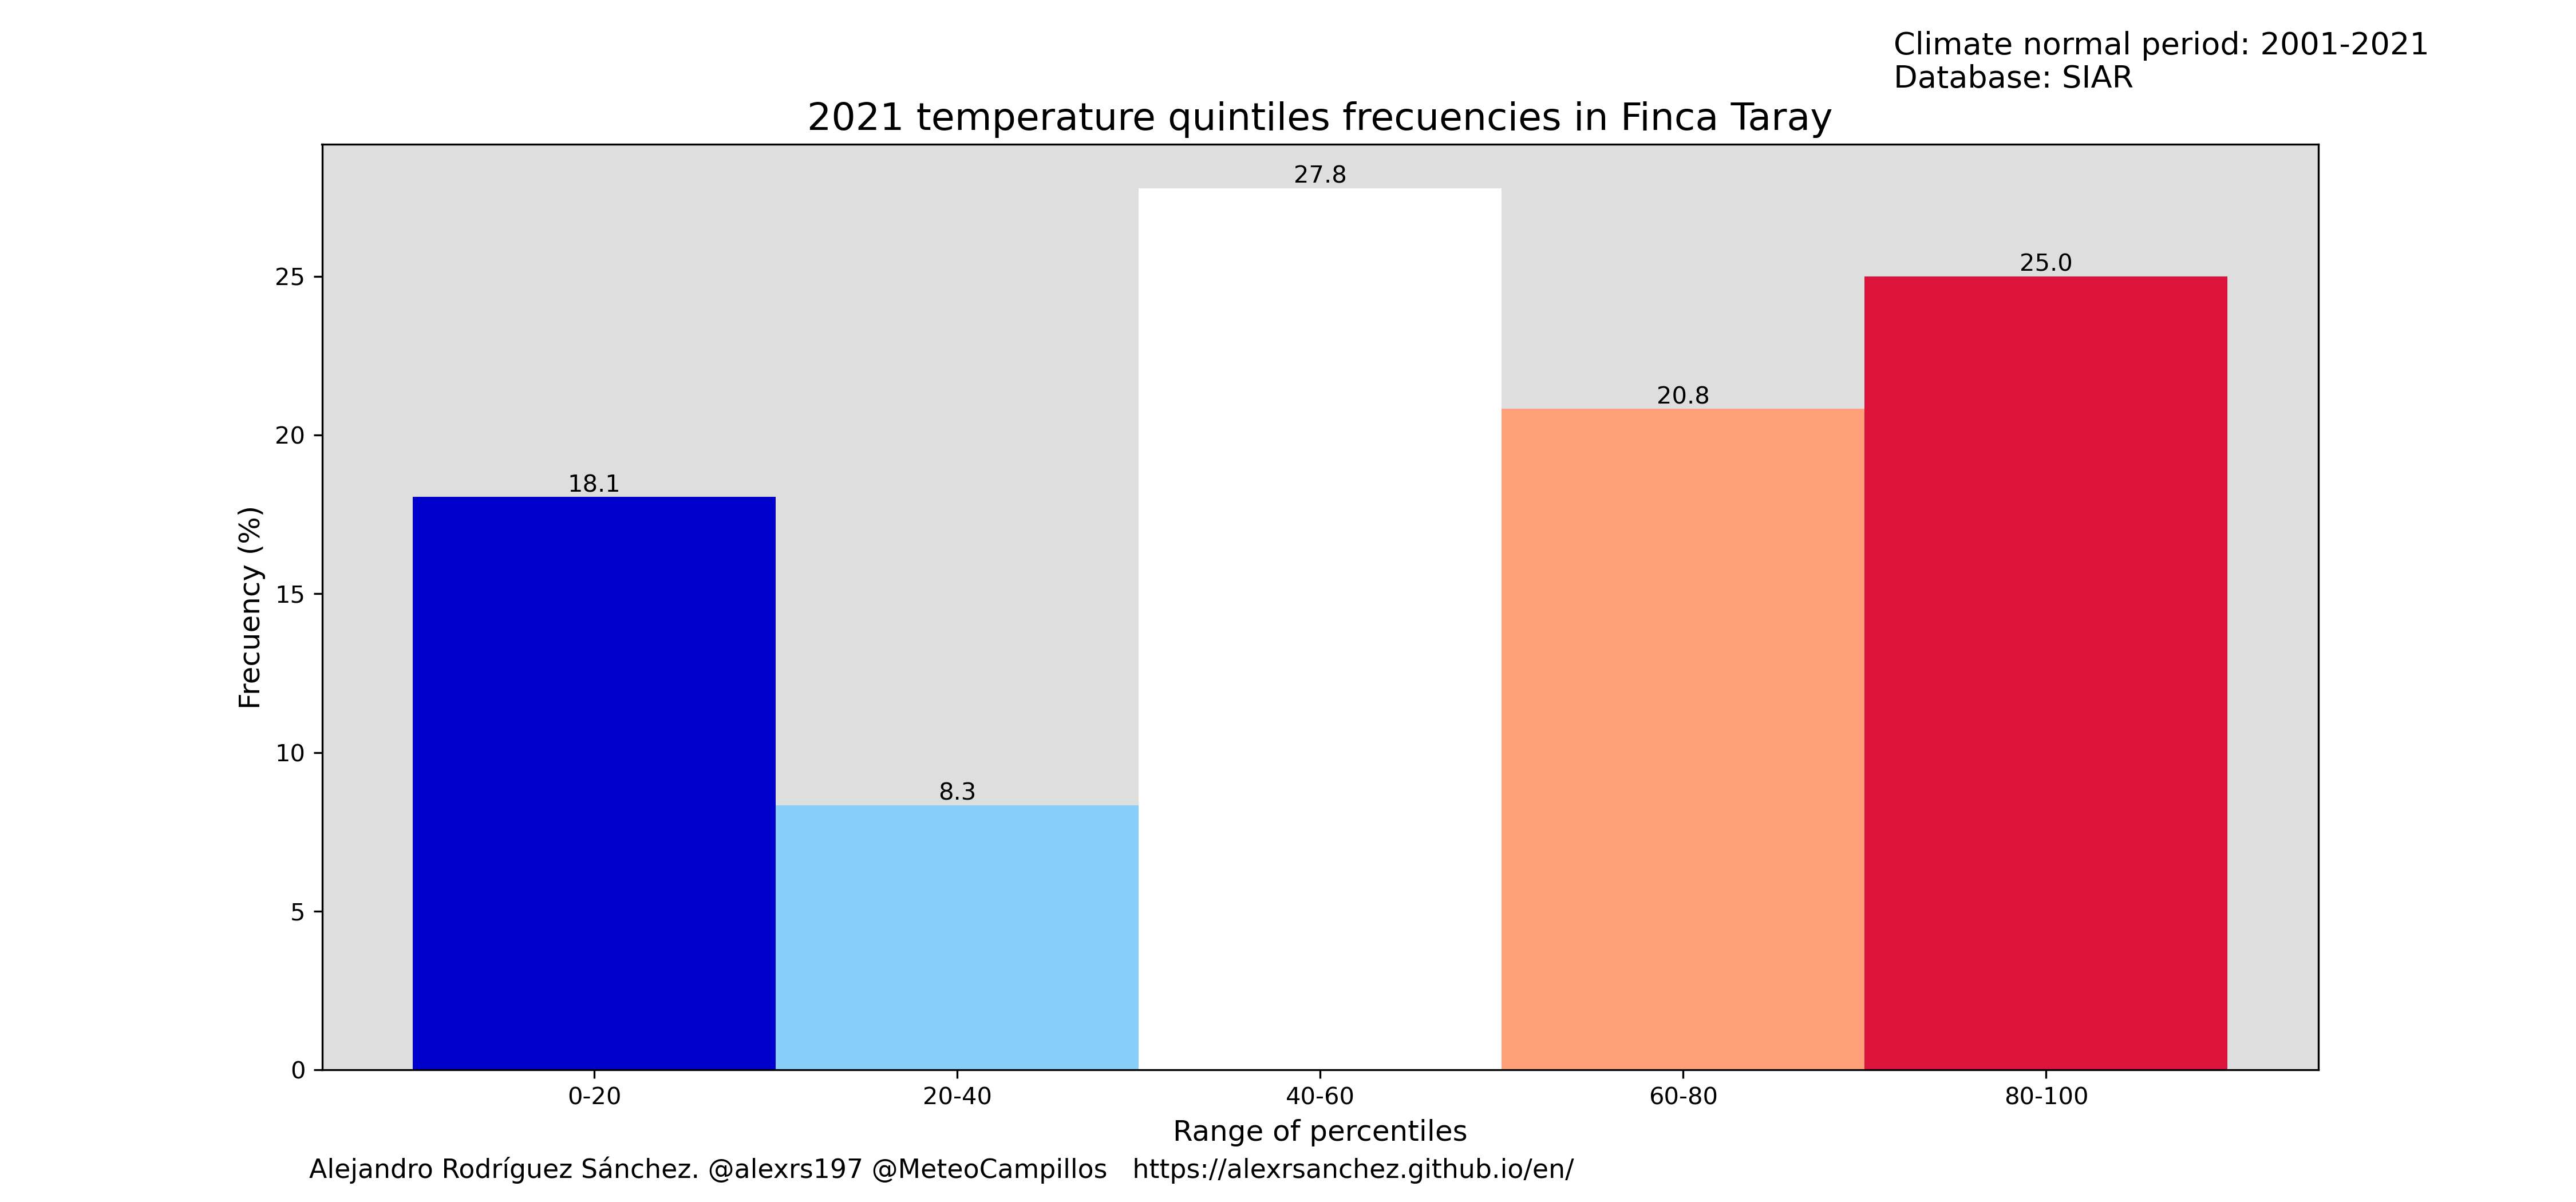 Climate normal period: 2001-2021
Database: SIAR
2021 temperature quintiles frecuencies in Finca Taray
27.8
25.0
20.8
18.1
8.3
Frecuency (%)
25
20
15
10
5
0
0-20 20-40 40-60 60-80 80-100
Range of percentiles
Alejandro Rodríguez Sánchez. @alexrs197 @MeteoCampillos https://alexrsanchez.github.io/en/